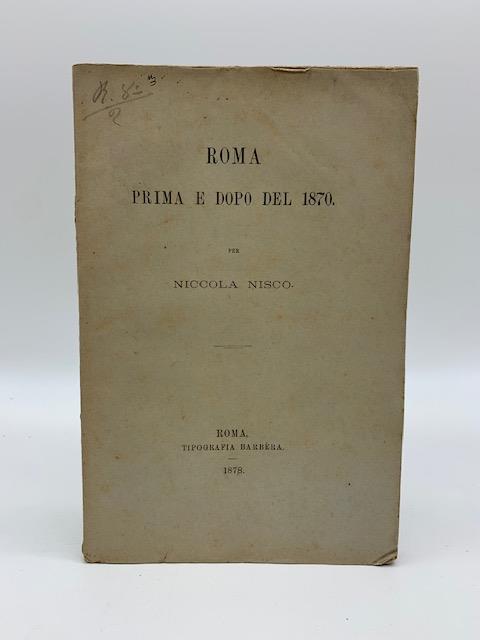 ROMA
PRIMA E DOPO DEL 1870.
PER
NICCOLA NISCO.
ROMA,
TIPOGRAFIA BARBÈRA.
1878.